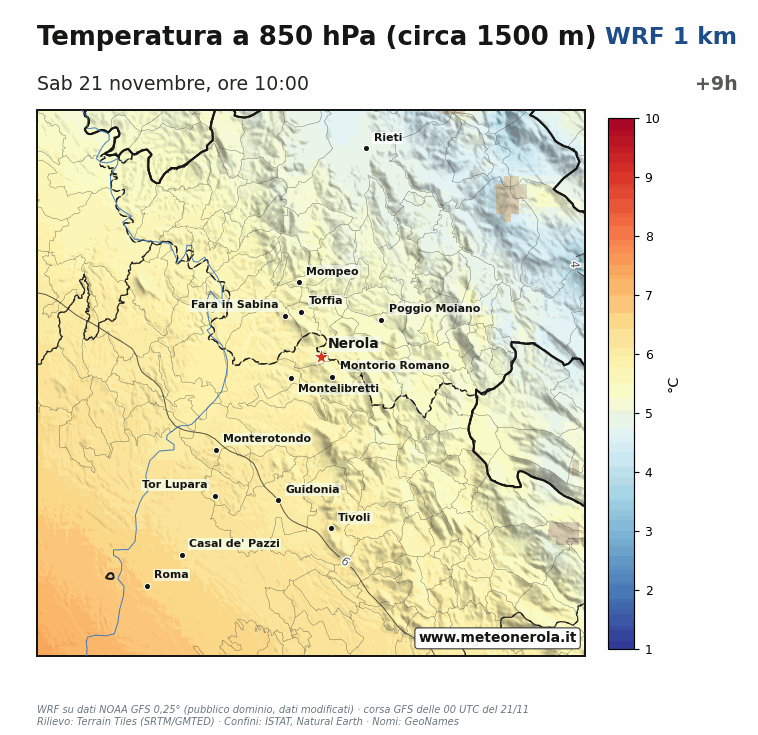 Temperatura a 850 hPa (circa 1500 m) WRF 1 km
Sab 21 novembre, ore 10:00 +9h
Rieti
4
Mompeo
Toffia
Fara in Sabina
Poggio Moiano
Nerola
Montorio Romano
Montelibretti
Monterotondo
Tor Lupara
Guidonia
Tivoli
Casal de' Pazzi
6
Roma
www.meteonerola.it
10
9
8
7
6
5
4
3
2
1
°C
WRF su dati NOAA GFS 0,25° (pubblico dominio, dati modificati) · corsa GFS delle 00 UTC del 21/11
Rilievo: Terrain Tiles (SRTM/GMTED) · Confini: ISTAT, Natural Earth · Nomi: GeoNames